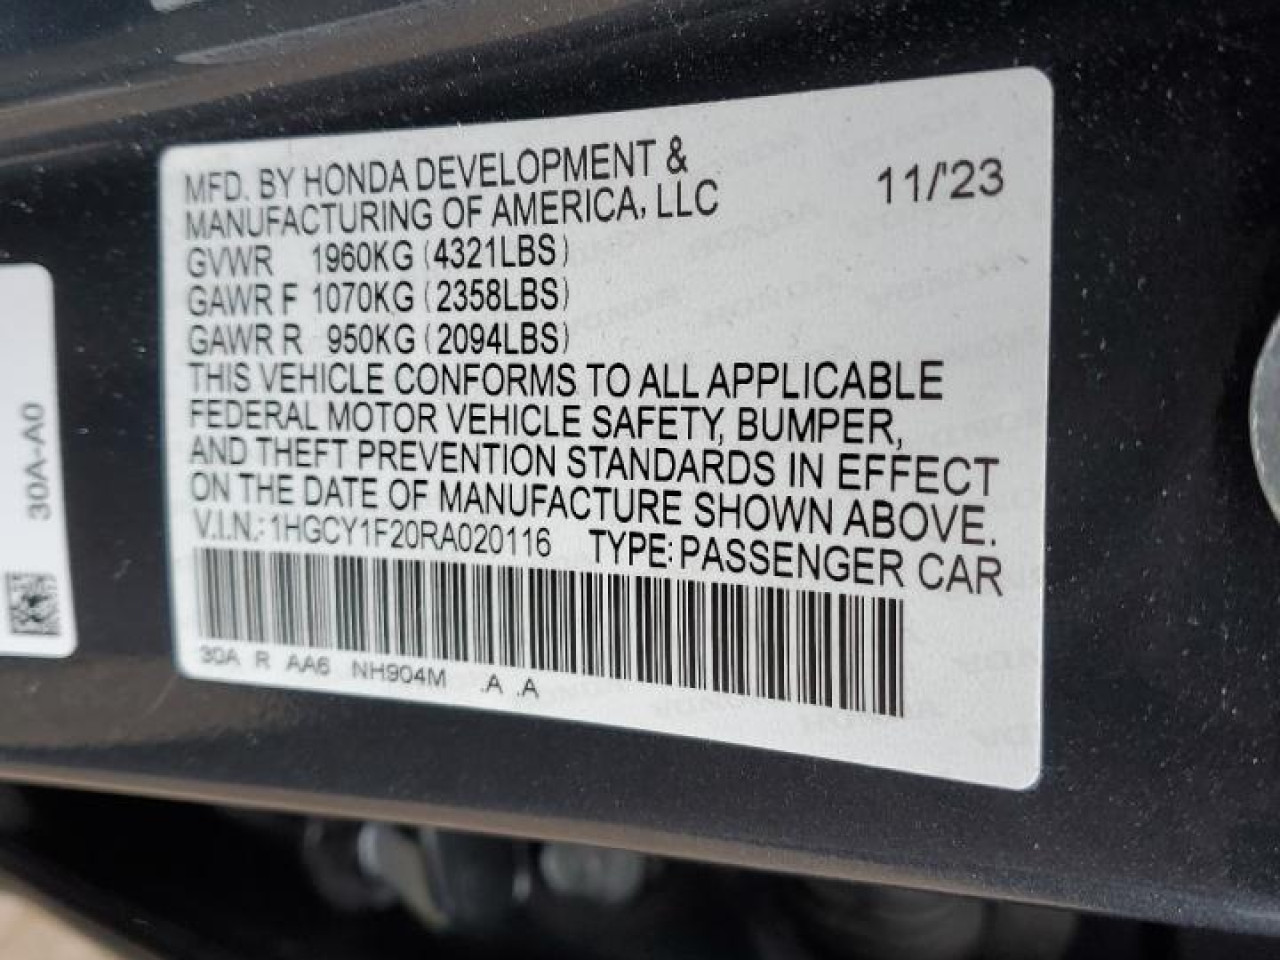 MFD. BY HONDA DEVELOPMENT &
MANUFACTURING OF AMERICA, LLC
11/'23
GVWR 1960KG (4321LBS)
GAWR F 1070KG (2358LBS)
GAWR R 950KG (2094LBS)
THIS VEHICLE CONFORMS TO ALL APPLICABLE
FEDERAL MOTOR VEHICLE SAFETY, BUMPER,
AND THEFT PREVENTION STANDARDS IN EFFECT
ON THE DATE OF MANUFACTURE SHOWN ABOVE.
V.I.N.: 1HGCY1F20RA020116 TYPE: PASSENGER CAR
30A R AA6 NH904M .A .A
30A-A0